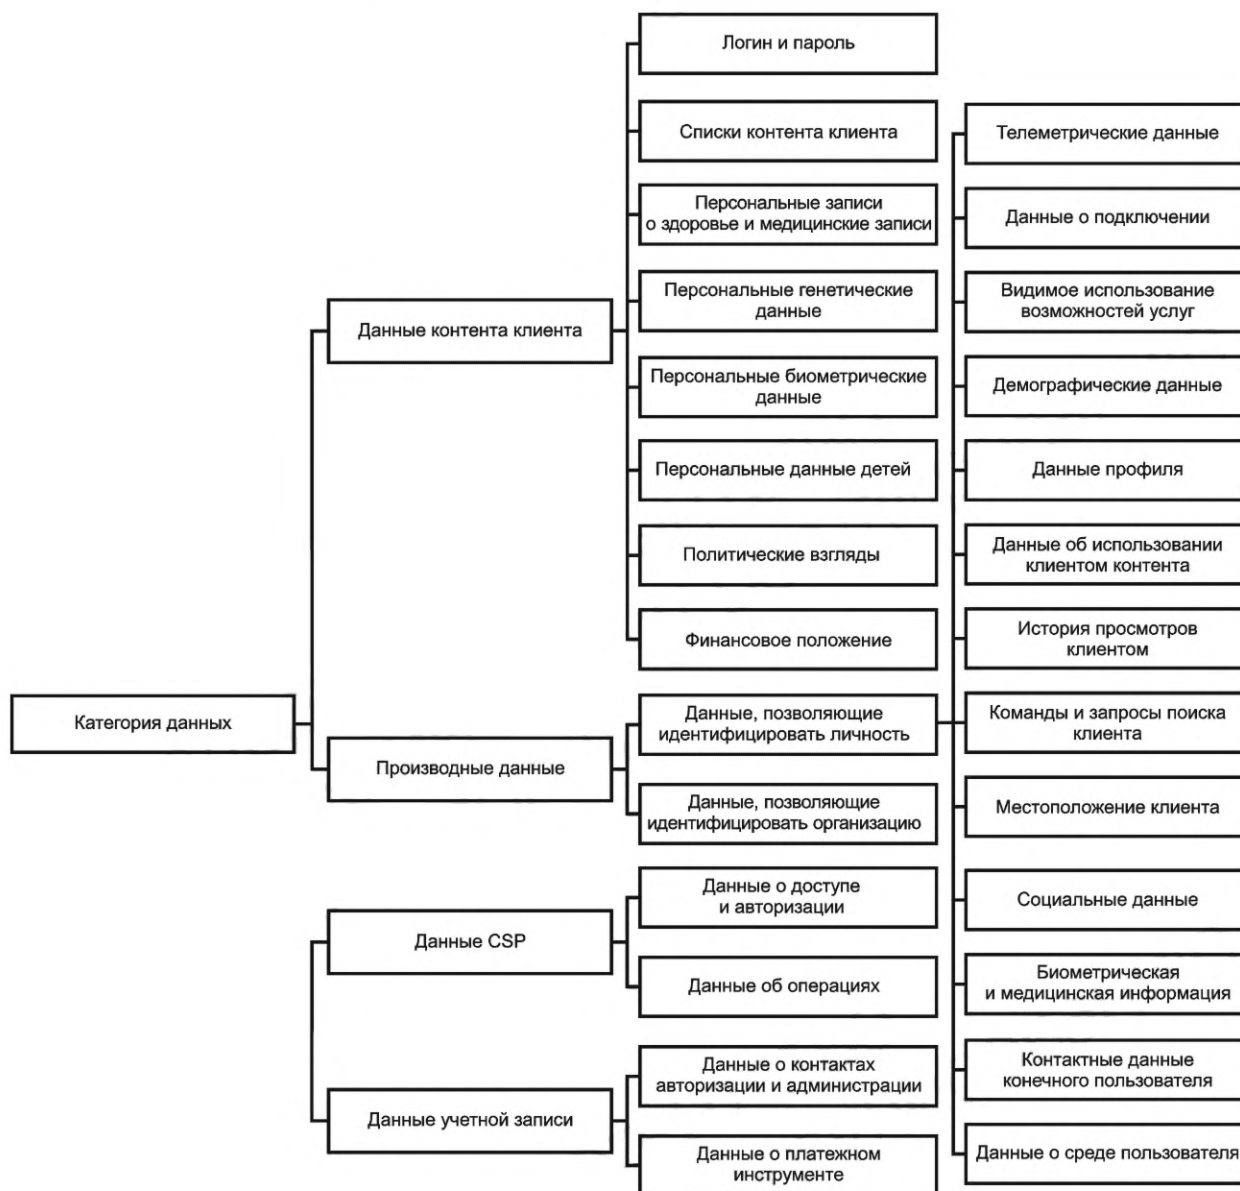 Категория данных
Данные контента клиента
Производные данные
Данные CSP
Данные учетной записи
Логин и пароль
Списки контента клиента
Персональные записи
о здоровье и медицинские записи
Персональные генетические
данные
Персональные биометрические
данные
Персональные данные детей
Политические взгляды
Финансовое положение
Данные, позволяющие
идентифицировать личность
Данные, позволяющие
идентифицировать организацию
Данные о доступе
и авторизации
Данные об операциях
Данные о контактах
авторизации и администрации
Данные о платежном
инструменте
Телеметрические данные
Данные о подключении
Видимое использование
возможностей услуг
Демографические данные
Данные профиля
Данные об использовании
клиентом контента
История просмотров
клиентом
Команды и запросы поиска
клиента
Местоположение клиента
Социальные данные
Биометрическая
и медицинская информация
Контактные данные
конечного пользователя
Данные о среде пользователя